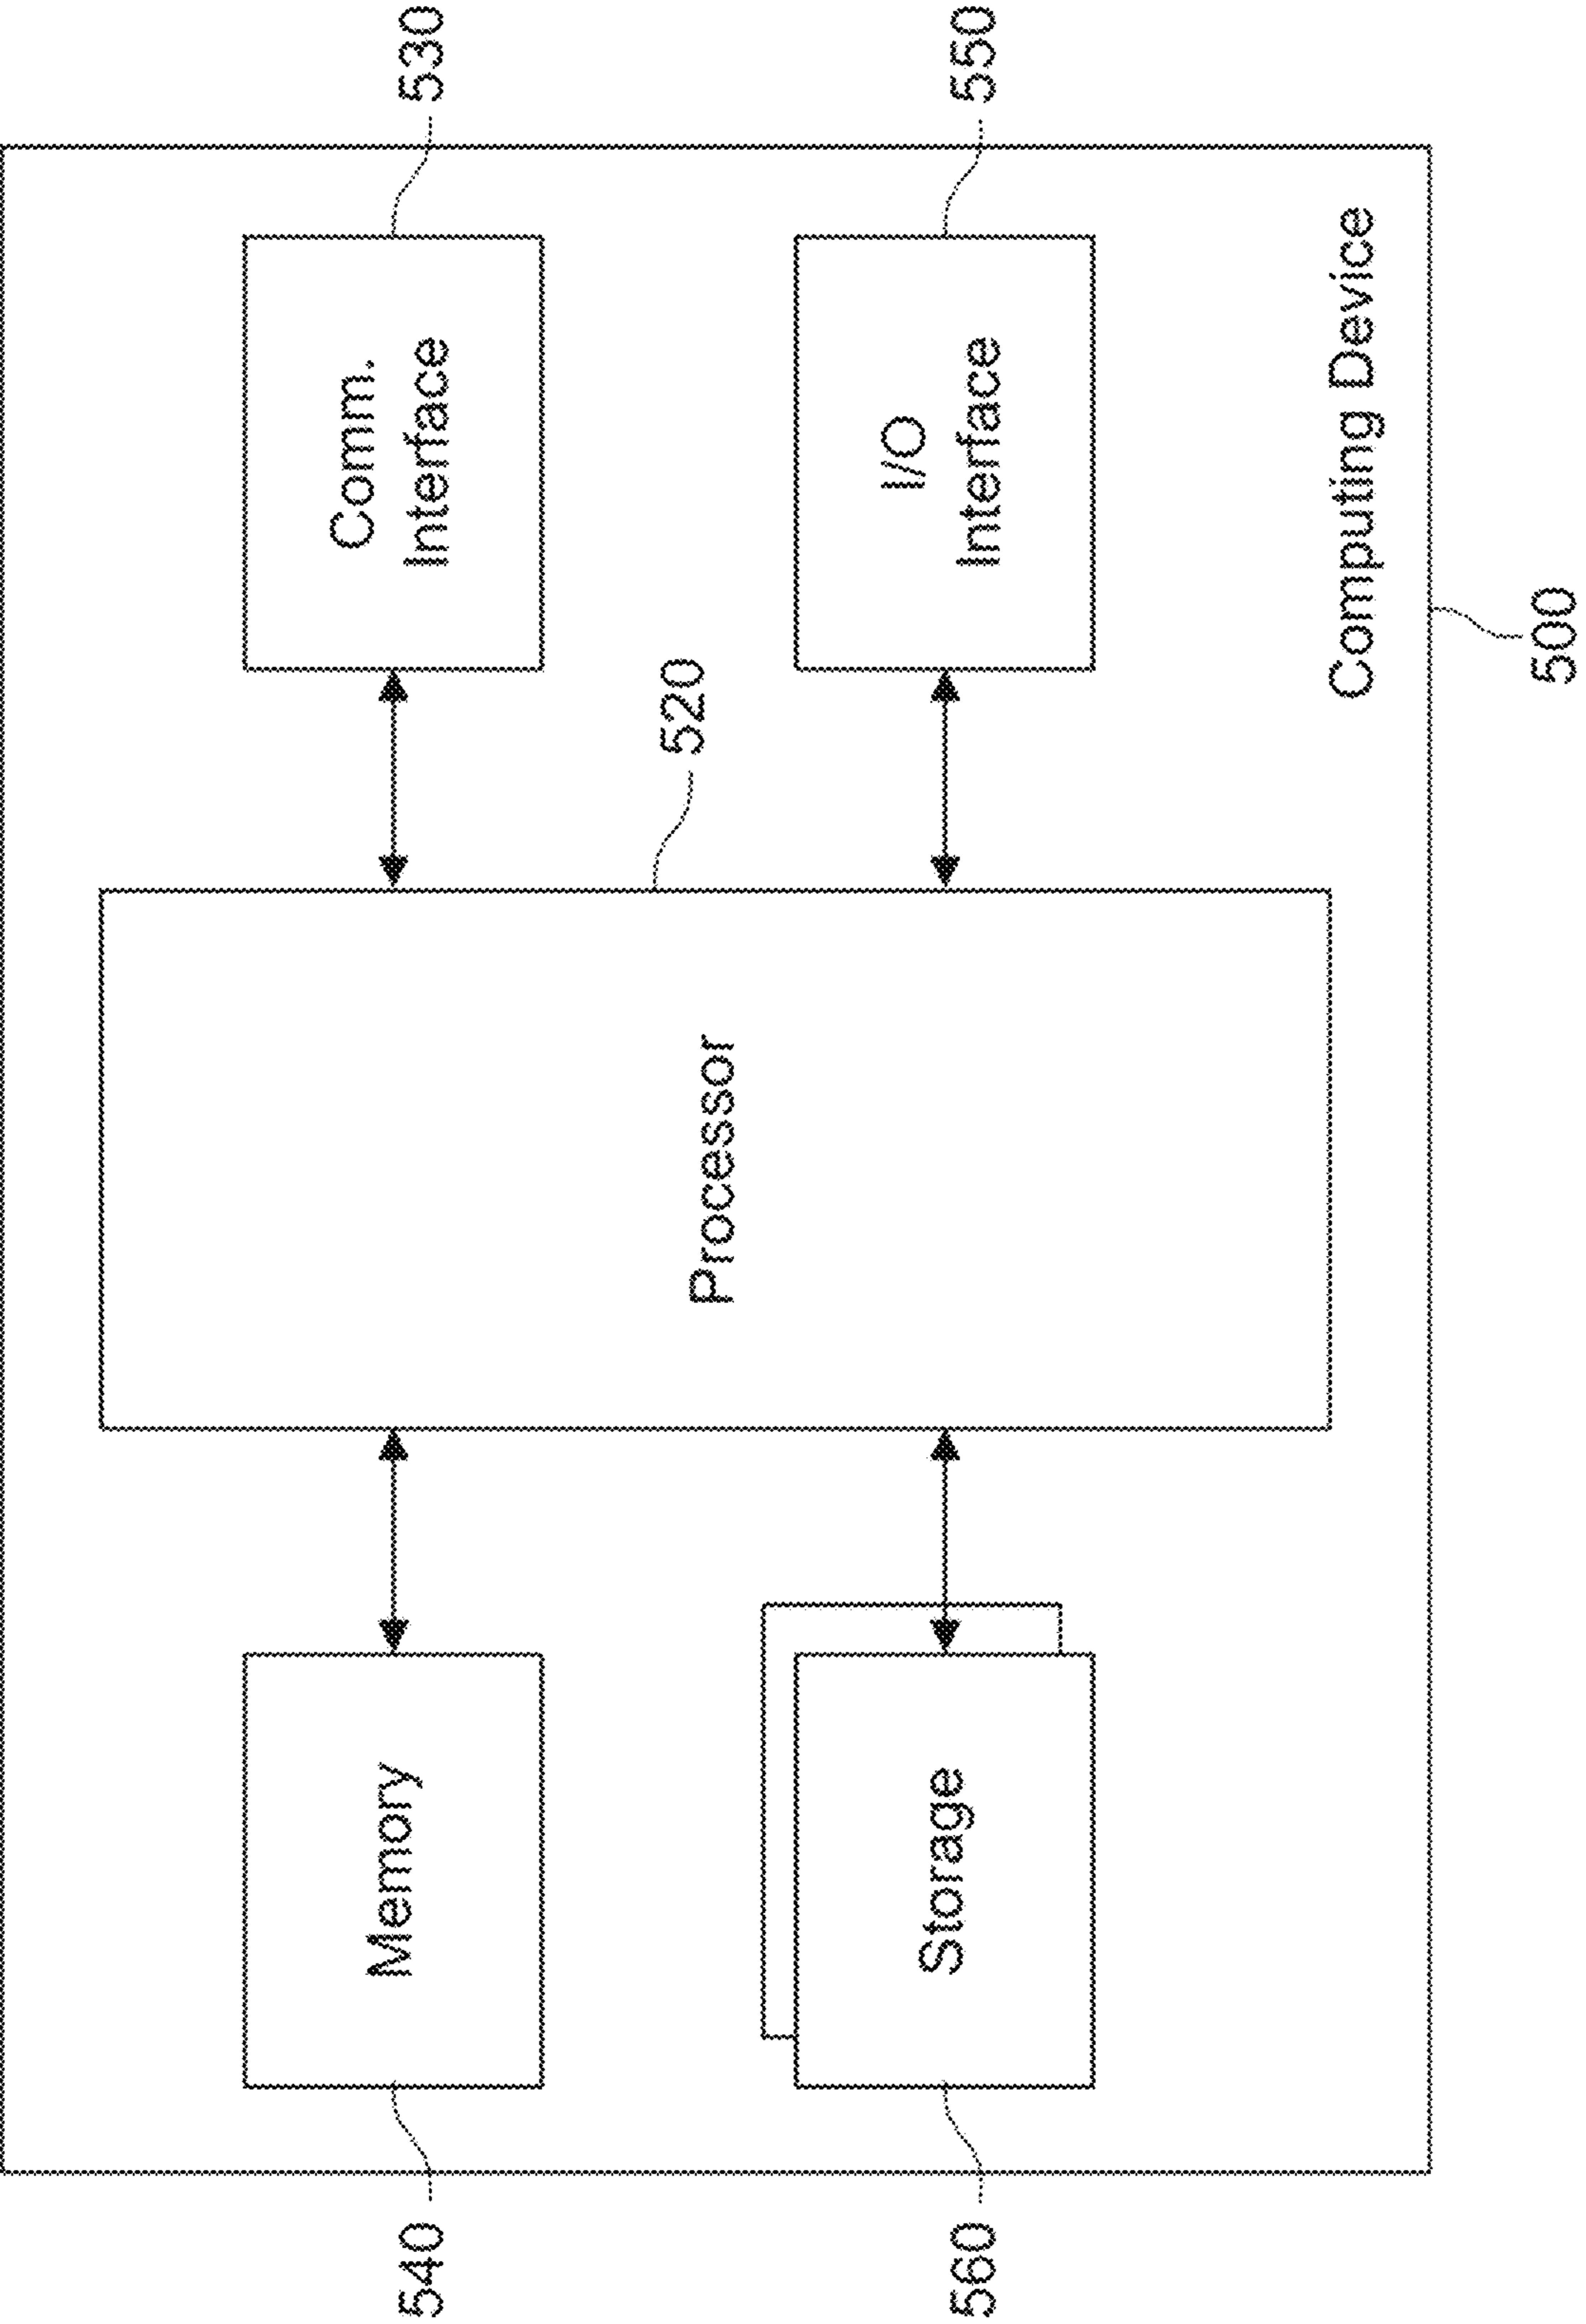 540
Memory
Processor
Comm.
Interface
530
520
560
Storage
I/O
Interface
550
Computing Device
500